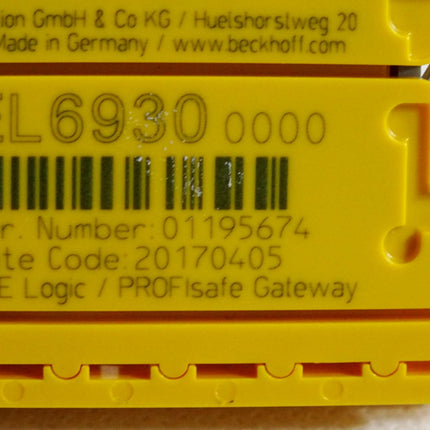 ion GmbH & Co KG / Huelshorstweg 20
Made in Germany / www.beckhoff.com
EL6930 0000
r. Number: 01195674
te Code: 20170405
E Logic / PROFIsafe Gateway